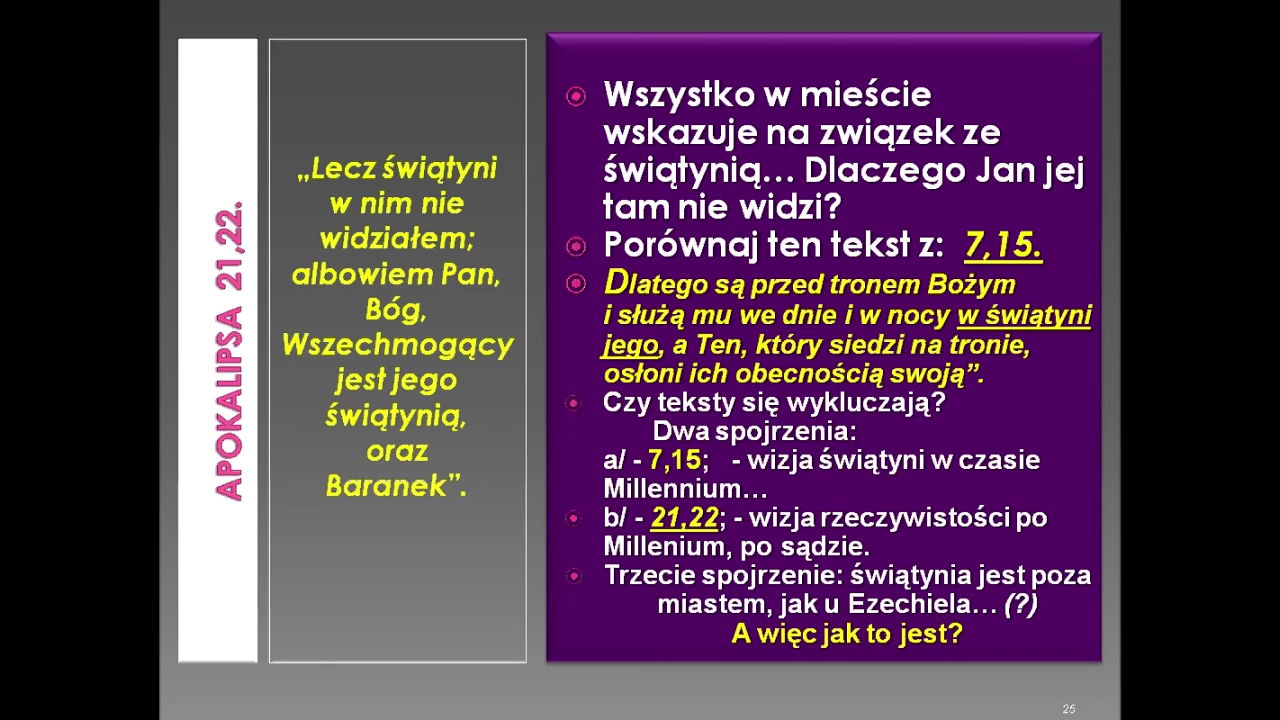 APOKALIPSA 21,22.
„Lecz świątyni
w nim nie
widziałem;
albowiem Pan,
Bóg,
Wszechmogący
jest jego
świątynią,
oraz
Baranek”.
Wszystko w mieście
wskazuje na związek ze
świątynią... Dlaczego Jan jej
tam nie widzi?
Porównaj ten tekst z: 7,15.
Dlatego są przed tronem Bożym
i służą mu we dnie i w nocy w świątyni
jego, a Ten, który siedzi na tronie,
osłoni ich obecnością swoją”.
Czy teksty się wykluczają?
Dwa spojrzenia:
a/ - 7,15; - wizja świątyni w czasie
Millennium...
b/ - 21,22; - wizja rzeczywistości po
Millenium, po sądzie.
Trzecie spojrzenie: świątynia jest poza
miastem, jak u Ezechiela... (?)
A więc jak to jest?
25